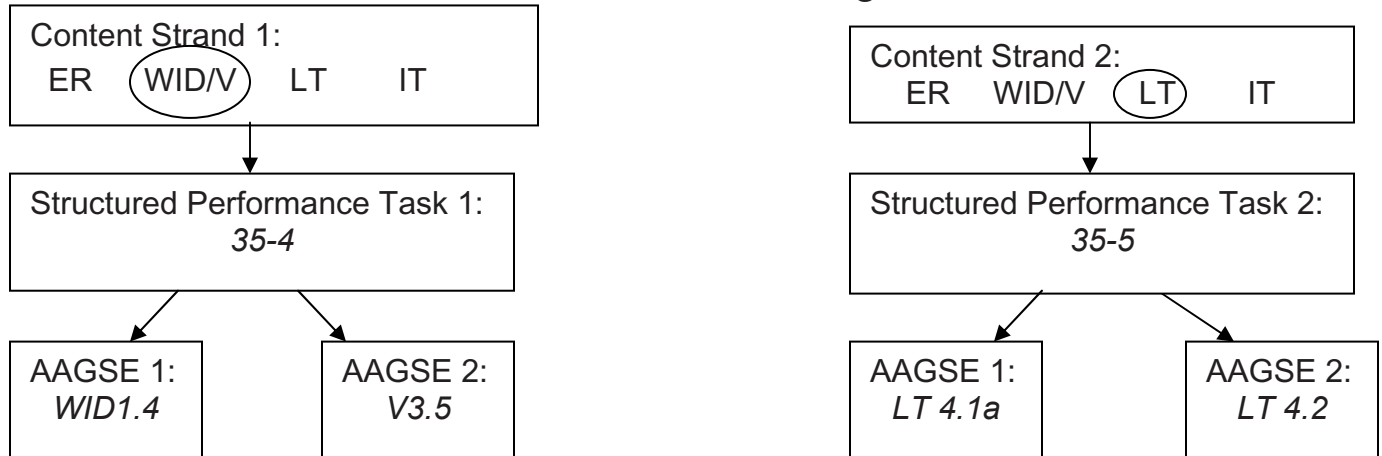 Content Strand 1:
ER WID/V LT IT
Structured Performance Task 1:
35-4
AAGSE 1:
WID1.4
AAGSE 2:
V3.5
Content Strand 2:
ER WID/V LT IT
Structured Performance Task 2:
35-5
AAGSE 1:
LT 4.1a
AAGSE 2:
LT 4.2